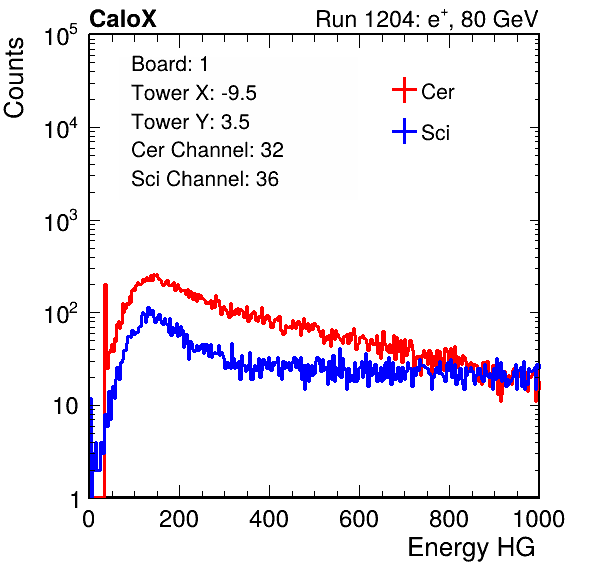 CaloX
Run 1204: e⁺, 80 GeV
Counts
10⁵
10⁴
10³
10²
10
1
Board: 1
Tower X: -9.5
Tower Y: 3.5
Cer Channel: 32
Sci Channel: 36
Cer
Sci
0 200 400 600 800 1000
Energy HG